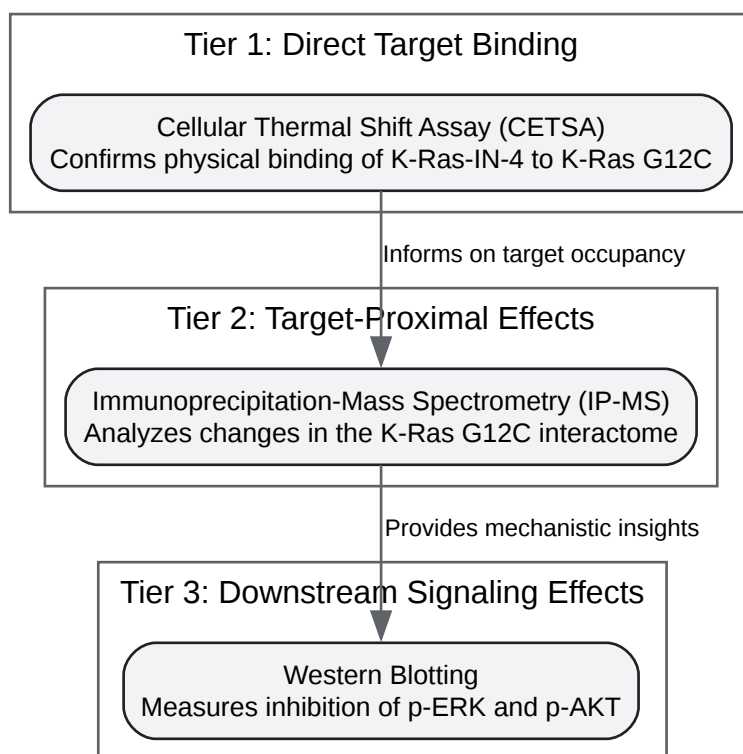 Tier 1: Direct Target Binding
Cellular Thermal Shift Assay (CETSA)
Confirms physical binding of K-Ras-IN-4 to K-Ras G12C
Informs on target occupancy
Tier 2: Target-Proximal Effects
Immunoprecipitation-Mass Spectrometry (IP-MS)
Analyzes changes in the K-Ras G12C interactome
Provides mechanistic insights
Tier 3: Downstream Signaling Effects
Western Blotting
Measures inhibition of p-ERK and p-AKT